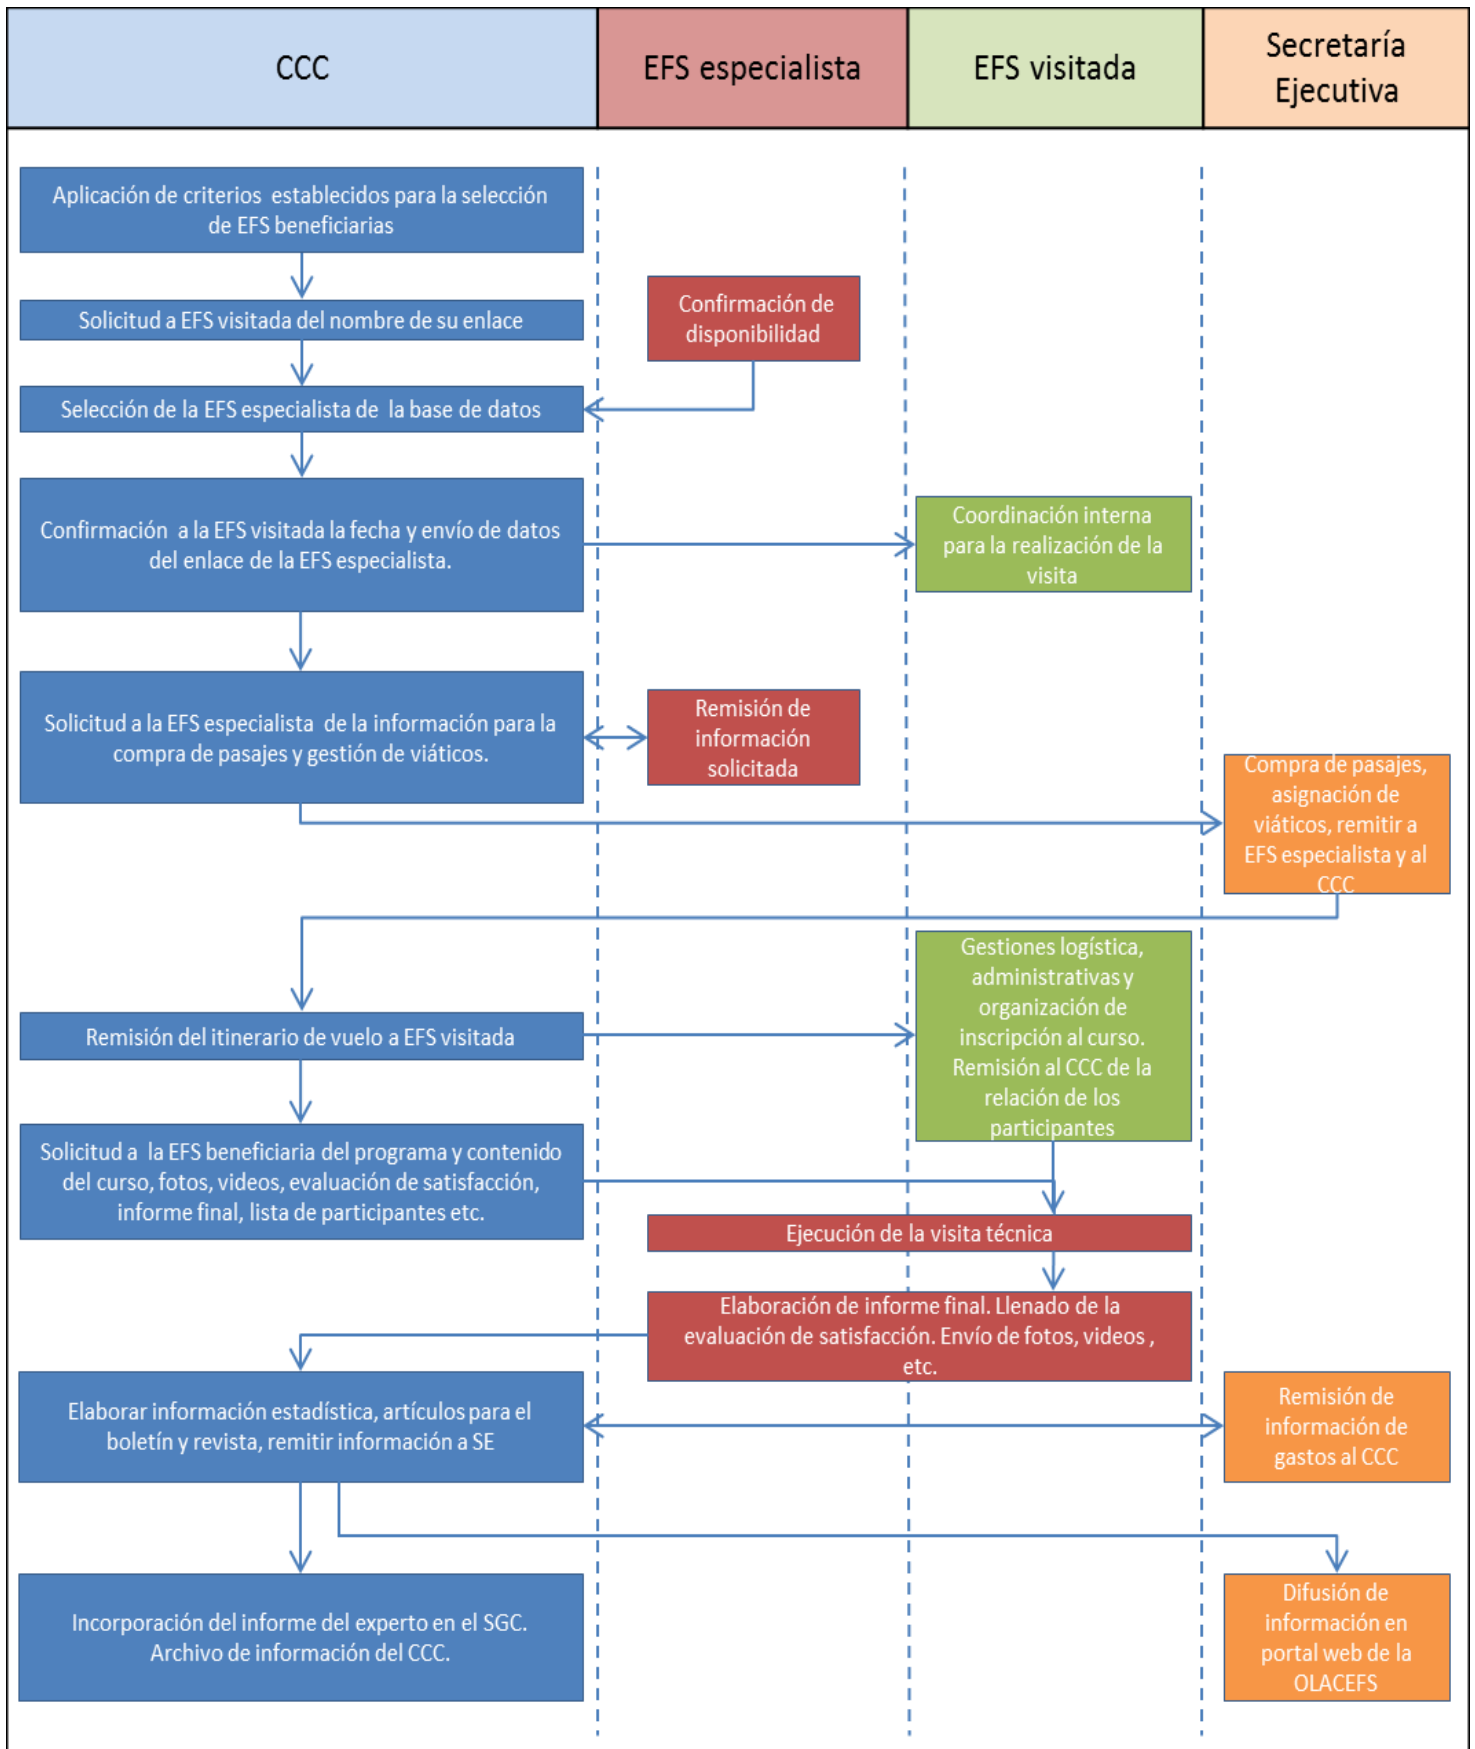 CCC
EFS especialista
EFS visitada
Secretaría
Ejecutiva
Aplicación de criterios establecidos para la selección
de EFS beneficiarias
Solicitud a EFS visitada del nombre de su enlace
Confirmación de
disponibilidad
Selección de la EFS especialista de la base de datos
Confirmación a la EFS visitada la fecha y envío de datos
del enlace de la EFS especialista.
Coordinación interna
para la realización de la
visita
Solicitud a la EFS especialista de la información para la
compra de pasajes y gestión de viáticos.
Remisión de
información
solicitada
Compra de pasajes,
asignación de
viáticos, remitir a
EFS especialista y al
CCC
Remisión del itinerario de vuelo a EFS visitada
Gestiones logística,
administrativas y
organización de
inscripción al curso.
Remisión al CCC de la
relación de los
participantes
Solicitud a la EFS beneficiaria del programa y contenido
del curso, fotos, videos, evaluación de satisfacción,
informe final, lista de participantes etc.
Ejecución de la visita técnica
Elaboración de informe final. Llenado de la
evaluación de satisfacción. Envío de fotos, videos ,
etc.
Elaborar información estadística, artículos para el
boletín y revista, remitir información a SE
Remisión de
información de
gastos al CCC
Incorporación del informe del experto en el SGC.
Archivo de información del CCC.
Difusión de
información en
portal web de la
OLACEFS